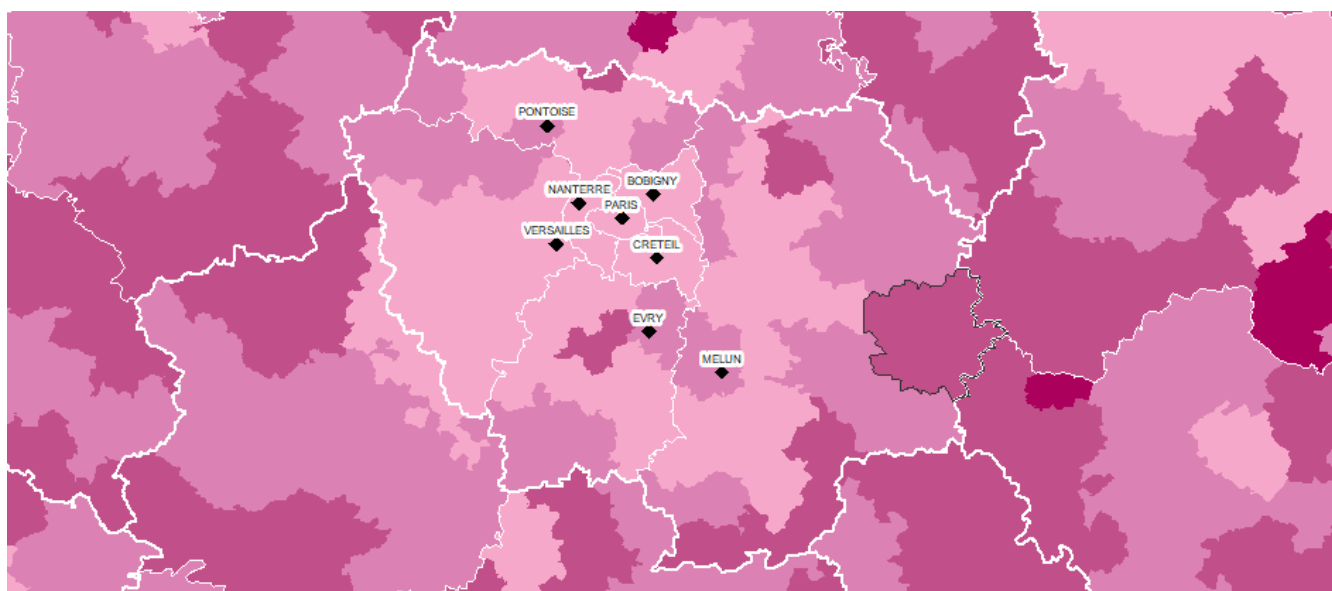 PONTOISE
BOBIGNY
NANTERRE
PARIS
VERSAILLES
CRETEIL
EVRY
MELUN